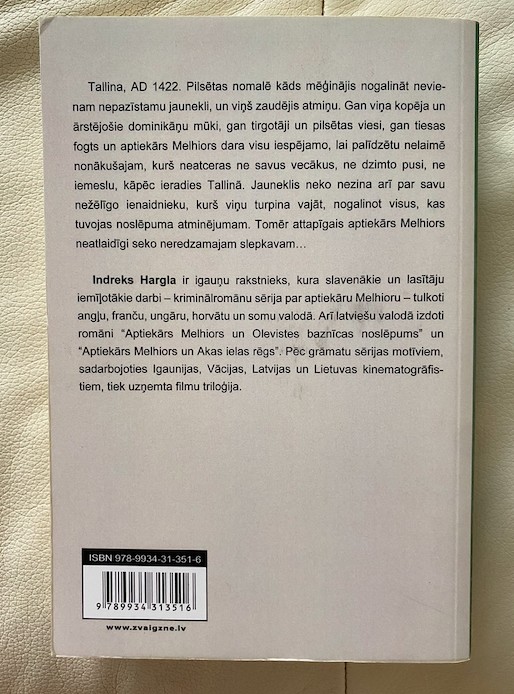 Tallina, AD 1422. Pilsētas nomalē kāds mēģinājis nogalināt nevie-
nam nepazīstamu jaunekli, un viņš zaudējis atmiņu. Gan viņa kopēja un
ārstējošie dominikāņu mūki, gan tirgotāji un pilsētas viesi, gan tiesas
fogts un aptiekārs Melhiors dara visu iespējamo, lai palīdzētu nelaimē
nonākušajam, kurš neatceras ne savus vecākus, ne dzimto pusi, ne
iemeslu, kāpēc ieradies Tallinā. Jauneklis neko nezina arī par savu
nežēlīgo ienaidnieku, kurš viņu turpina vajāt, nogalinot visus, kas
tuvojas noslēpuma atminējumam. Tomēr attapīgais aptiekārs Melhiors
neatlaidīgi seko neredzamajam slepkavam...
Indreks Hargla ir igauņu rakstnieks, kura slavenākie un lasītāju
iemīļotākie darbi – kriminālromānu sērija par aptiekāru Melhioru – tulkoti
angļu, franču, ungāru, horvātu un somu valodā. Arī latviešu valodā izdoti
romāni “Aptiekārs Melhiors un Olevistes baznīcas noslēpums” un
“Aptiekārs Melhiors un Akas ielas rēgs”. Pēc grāmatu sērijas motīviem,
sadarbojoties Igaunijas, Vācijas, Latvijas un Lietuvas kinematogrāfis-
tiem, tiek uzņemta filmu triloģija.
ISBN 978-9934-31-351-6
9 789934 313516
www.zvaigzne.lv